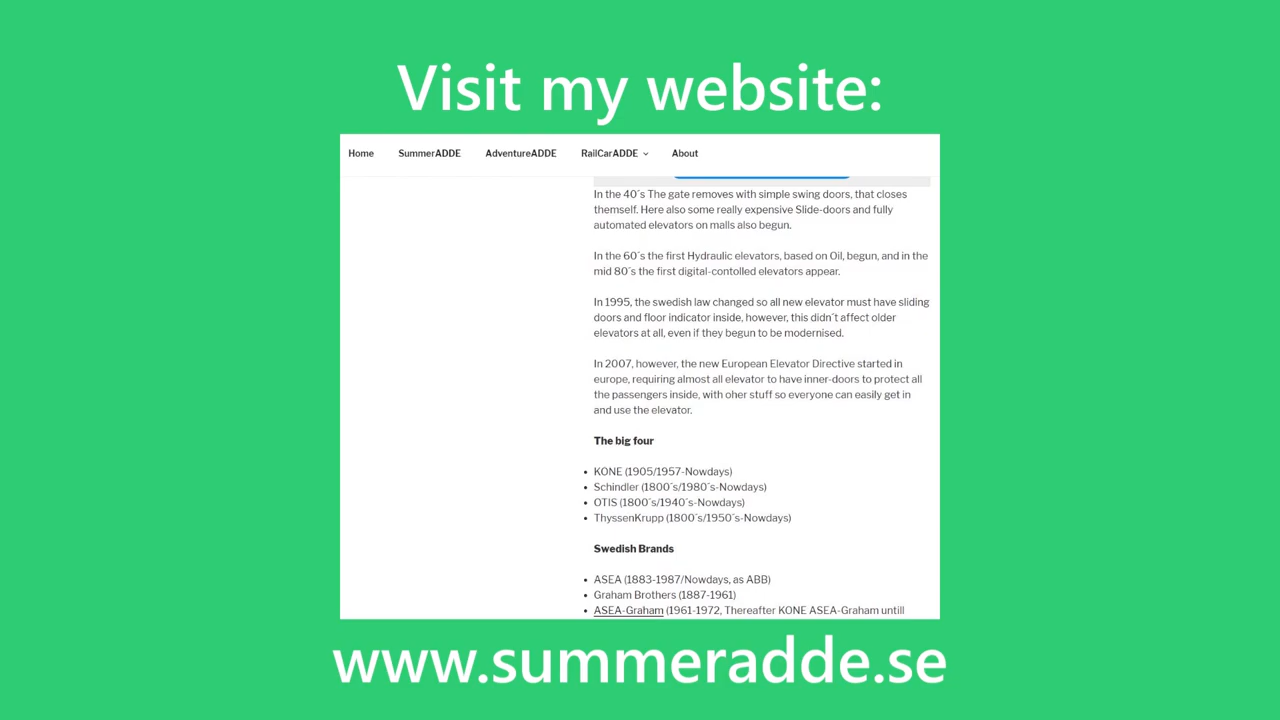 Visit my website:
Home SummerADDE AdventureADDE RailCarADDE About
In the 40´s The gate removes with simple swing doors, that closes
themself. Here also some really expensive Slide-doors and fully
automated elevators on malls also begun.
In the 60´s the first Hydraulic elevators, based on Oil, begun, and in the
mid 80´s the first digital-contolled elevators appear.
In 1995, the swedish law changed so all new elevator must have sliding
doors and floor indicator inside, however, this didn´t affect older
elevators at all, even if they begun to be modernised.
In 2007, however, the new European Elevator Directive started in
europe, requiring almost all elevator to have inner-doors to protect all
the passengers inside, with oher stuff so everyone can easily get in
and use the elevator.
The big four
• KONE (1905/1957-Nowdays)
• Schindler (1800´s/1980´s-Nowdays)
• OTIS (1800´s/1940´s-Nowdays)
• ThyssenKrupp (1800´s/1950´s-Nowdays)
Swedish Brands
• ASEA (1883-1987/Nowdays, as ABB)
• Graham Brothers (1887-1961)
• ASEA-Graham (1961-1972, Thereafter KONE ASEA-Graham untill
www.summeradde.se